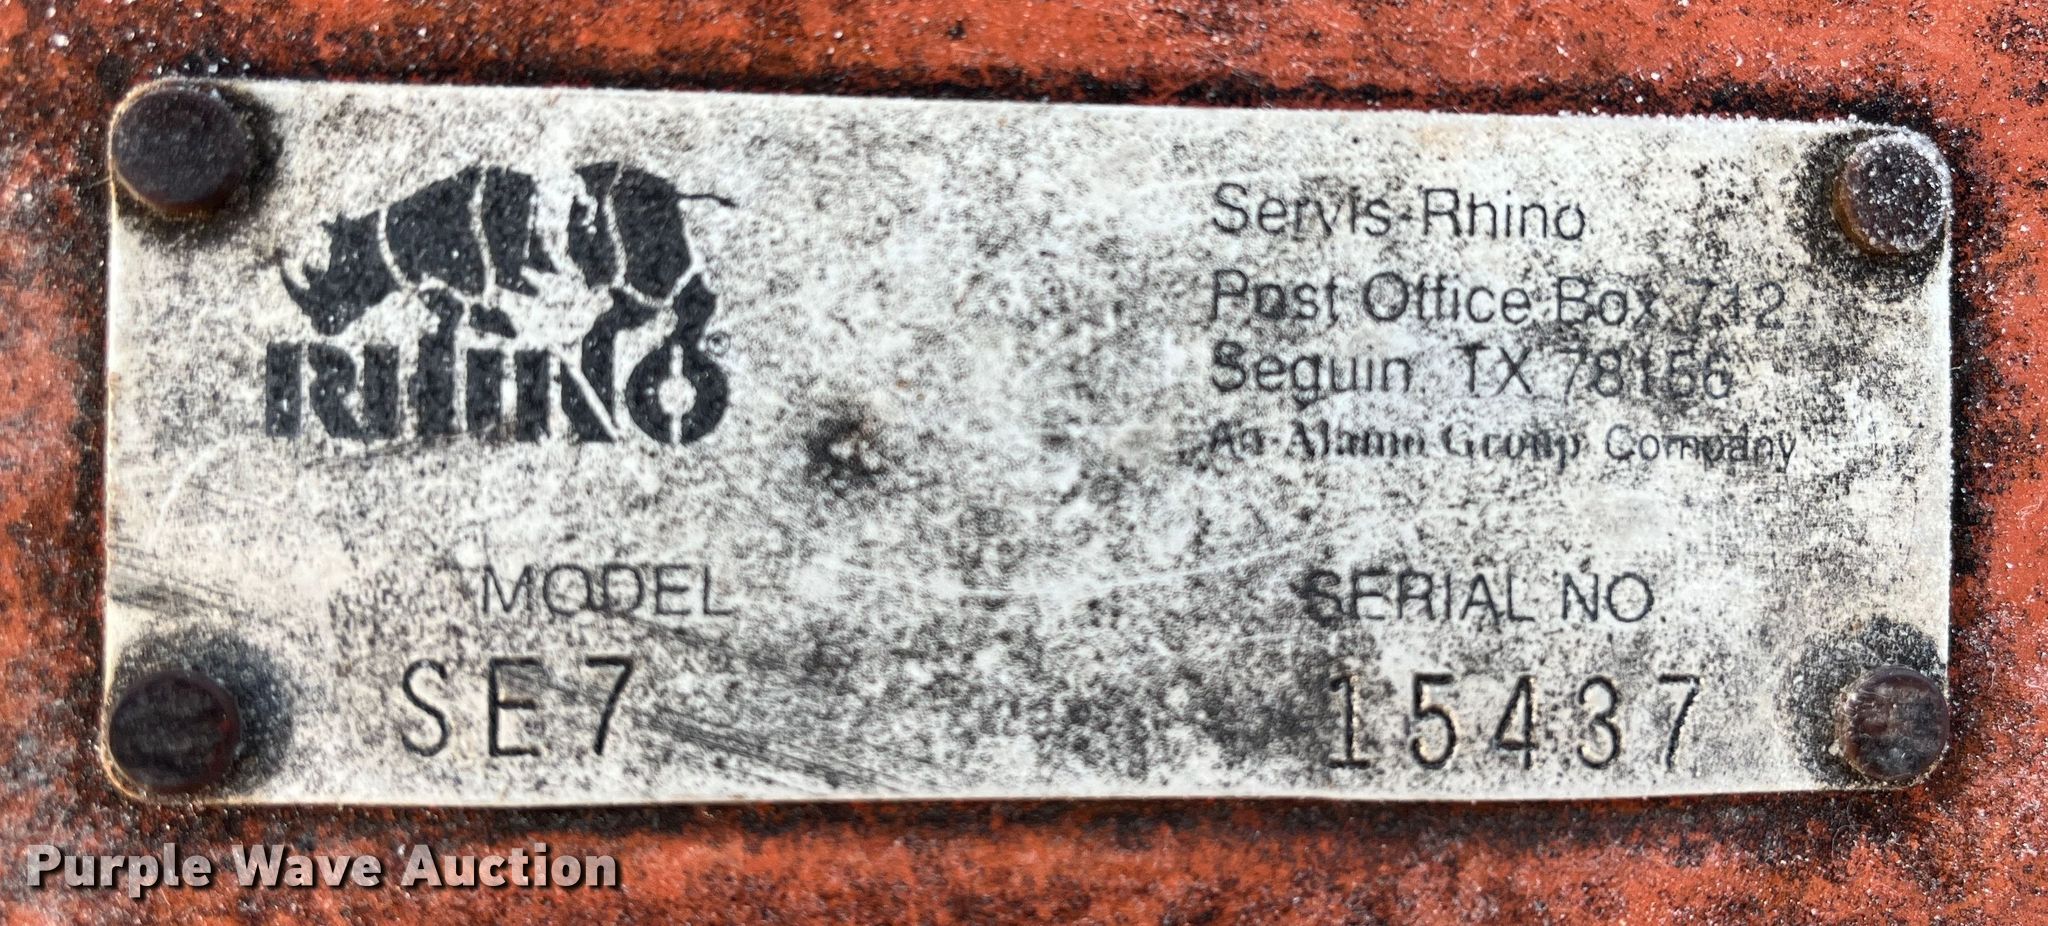 RHINO®
Servis-Rhino
Post Office Box 712
Seguin, TX 78156
An Alamo Group Company
MODEL
SERIAL NO
SE7
15437
Purple Wave Auction